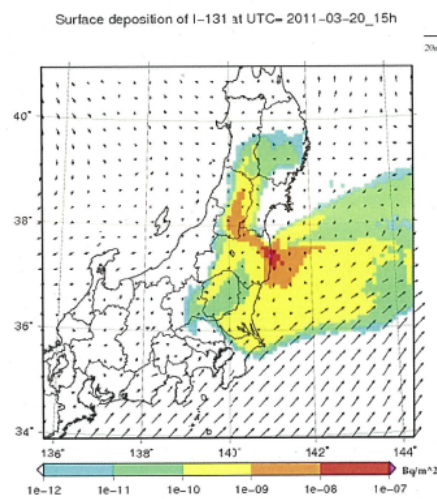 Surface deposition of I-131 at UTC= 2011-03-20_15h
40°
38°
36°
34°
136° 138° 140° 142° 144°
Bq/m^2
1e-12 1e-11 1e-10 1e-09 1e-08 1e-07